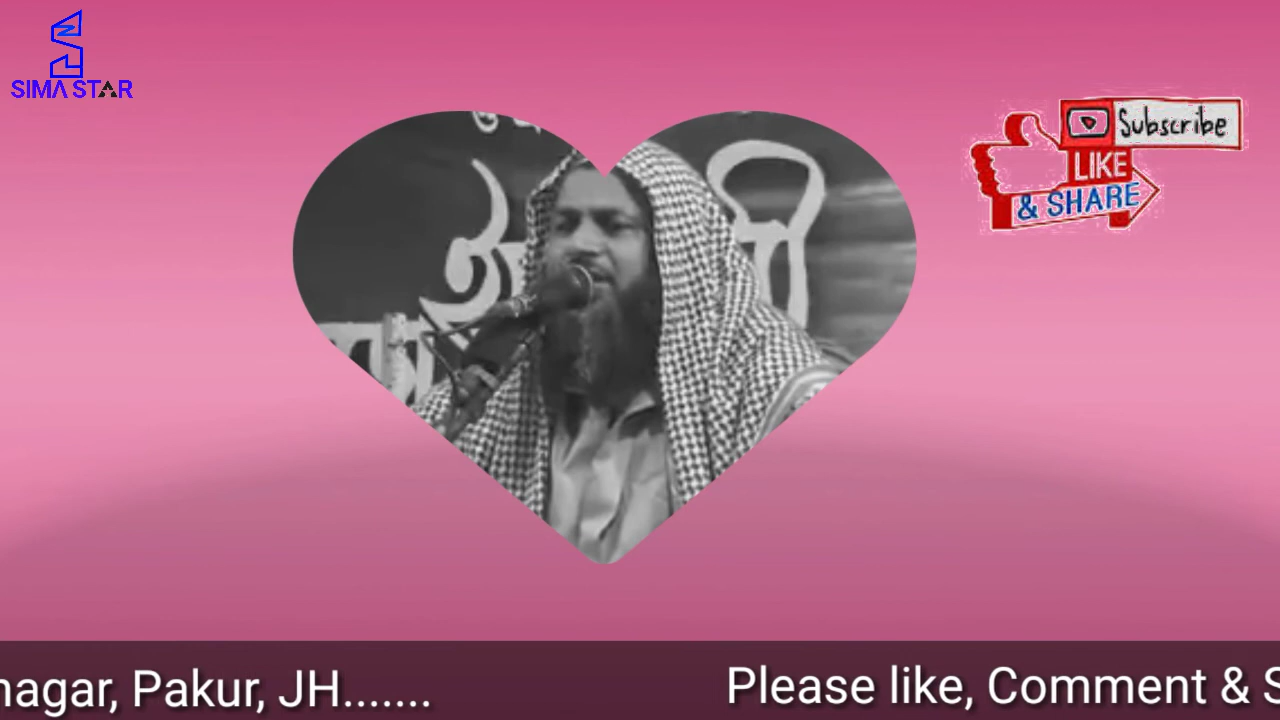 SIMA STAR
Subscribe
LIKE
& SHARE
nagar, Pakur, JH.......
Please like, Comment & S